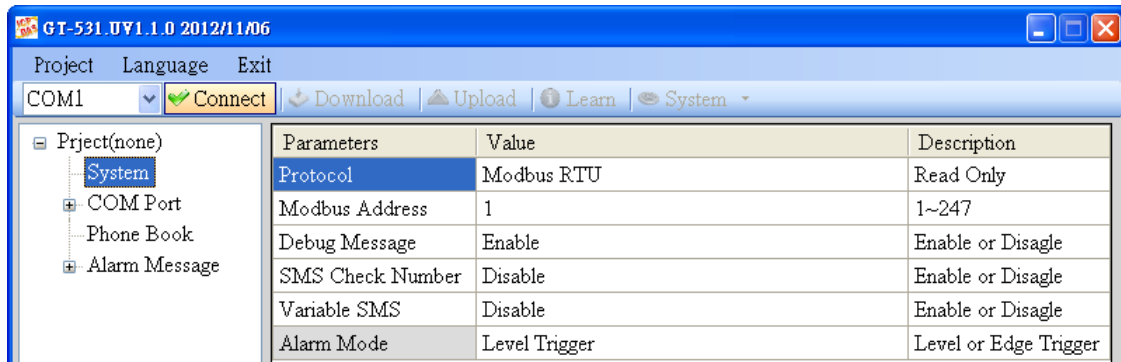 GT-531.UV1.1.0 2012/11/06
Project Language Exit
COM1 Connect Download Upload Learn System
Prject(none)
System
COM Port
Phone Book
Alarm Message
Parameters Value Description
Protocol Modbus RTU Read Only
Modbus Address 1 1~247
Debug Message Enable Enable or Disagle
SMS Check Number Disable Enable or Disagle
Variable SMS Disable Enable or Disagle
Alarm Mode Level Trigger Level or Edge Trigger